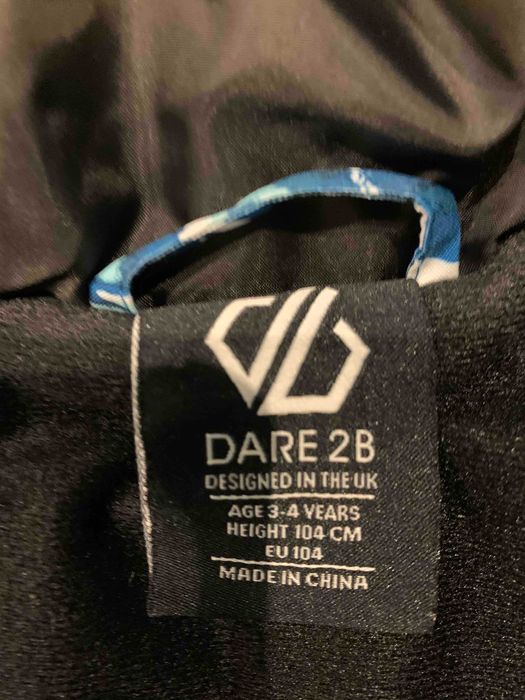 DARE 2B
DESIGNED IN THE UK
AGE 3-4 YEARS
HEIGHT 104 CM
EU 104
MADE IN CHINA